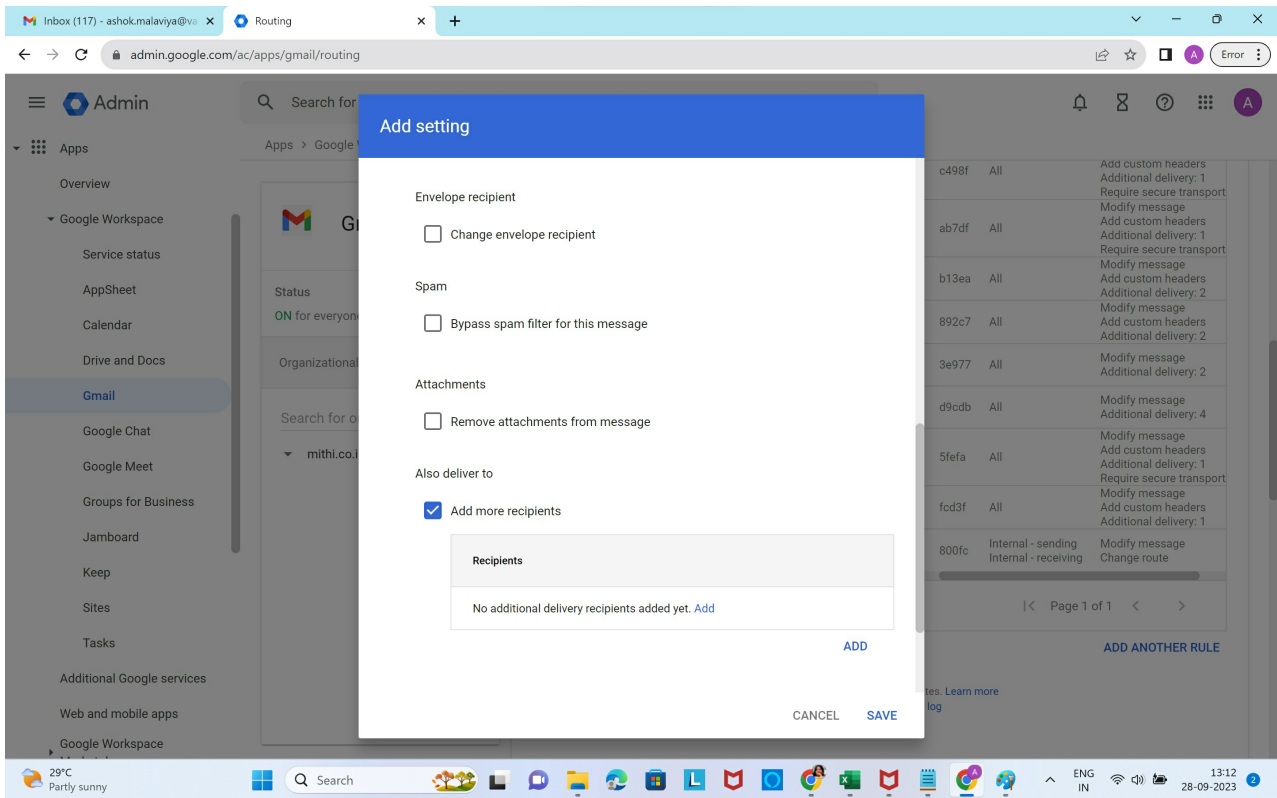 Inbox (117) - ashok.malaviya@va
Routing
admin.google.com/ac/apps/gmail/routing
A
Error
Admin
Search for
A
Add setting
Apps
Overview
Google Workspace
Service status
AppSheet
Calendar
Drive and Docs
Gmail
Google Chat
Google Meet
Groups for Business
Jamboard
Keep
Sites
Tasks
Additional Google services
Web and mobile apps
Google Workspace
Apps > Google
Status
ON for everyone
Organizational
Search for o
mithi.co.i
Envelope recipient
Change envelope recipient
Spam
Bypass spam filter for this message
Attachments
Remove attachments from message
Also deliver to
Add more recipients
Recipients
No additional delivery recipients added yet. Add
ADD
CANCEL SAVE
c498f All Add custom headers
Additional delivery: 1
Require secure transport
ab7df All Modify message
Add custom headers
Additional delivery: 1
Require secure transport
b13ea All Modify message
Add custom headers
Additional delivery: 2
892c7 All Modify message
Add custom headers
Additional delivery: 2
3e977 All Modify message
Additional delivery: 2
d9cdb All Modify message
Additional delivery: 4
5fefa All Modify message
Add custom headers
Additional delivery: 1
Require secure transport
fcd3f All Modify message
Add custom headers
Additional delivery: 1
800fc Internal - sending Modify message
Internal - receiving Change route
Page 1 of 1
ADD ANOTHER RULE
tes. Learn more
log
29°C
Partly sunny
Search
L
A
ENG
IN
13:12
28-09-2023
2